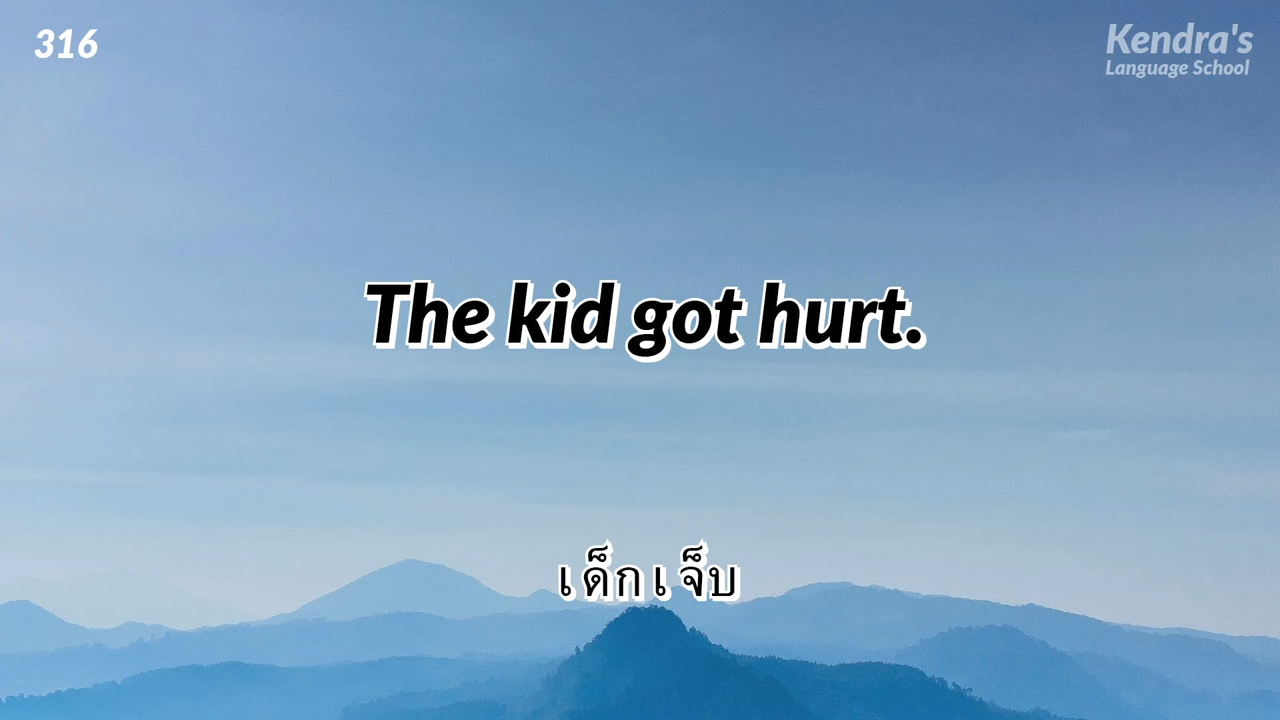 316
Kendra's
Language School
The kid got hurt.
เด็กเจ็บ